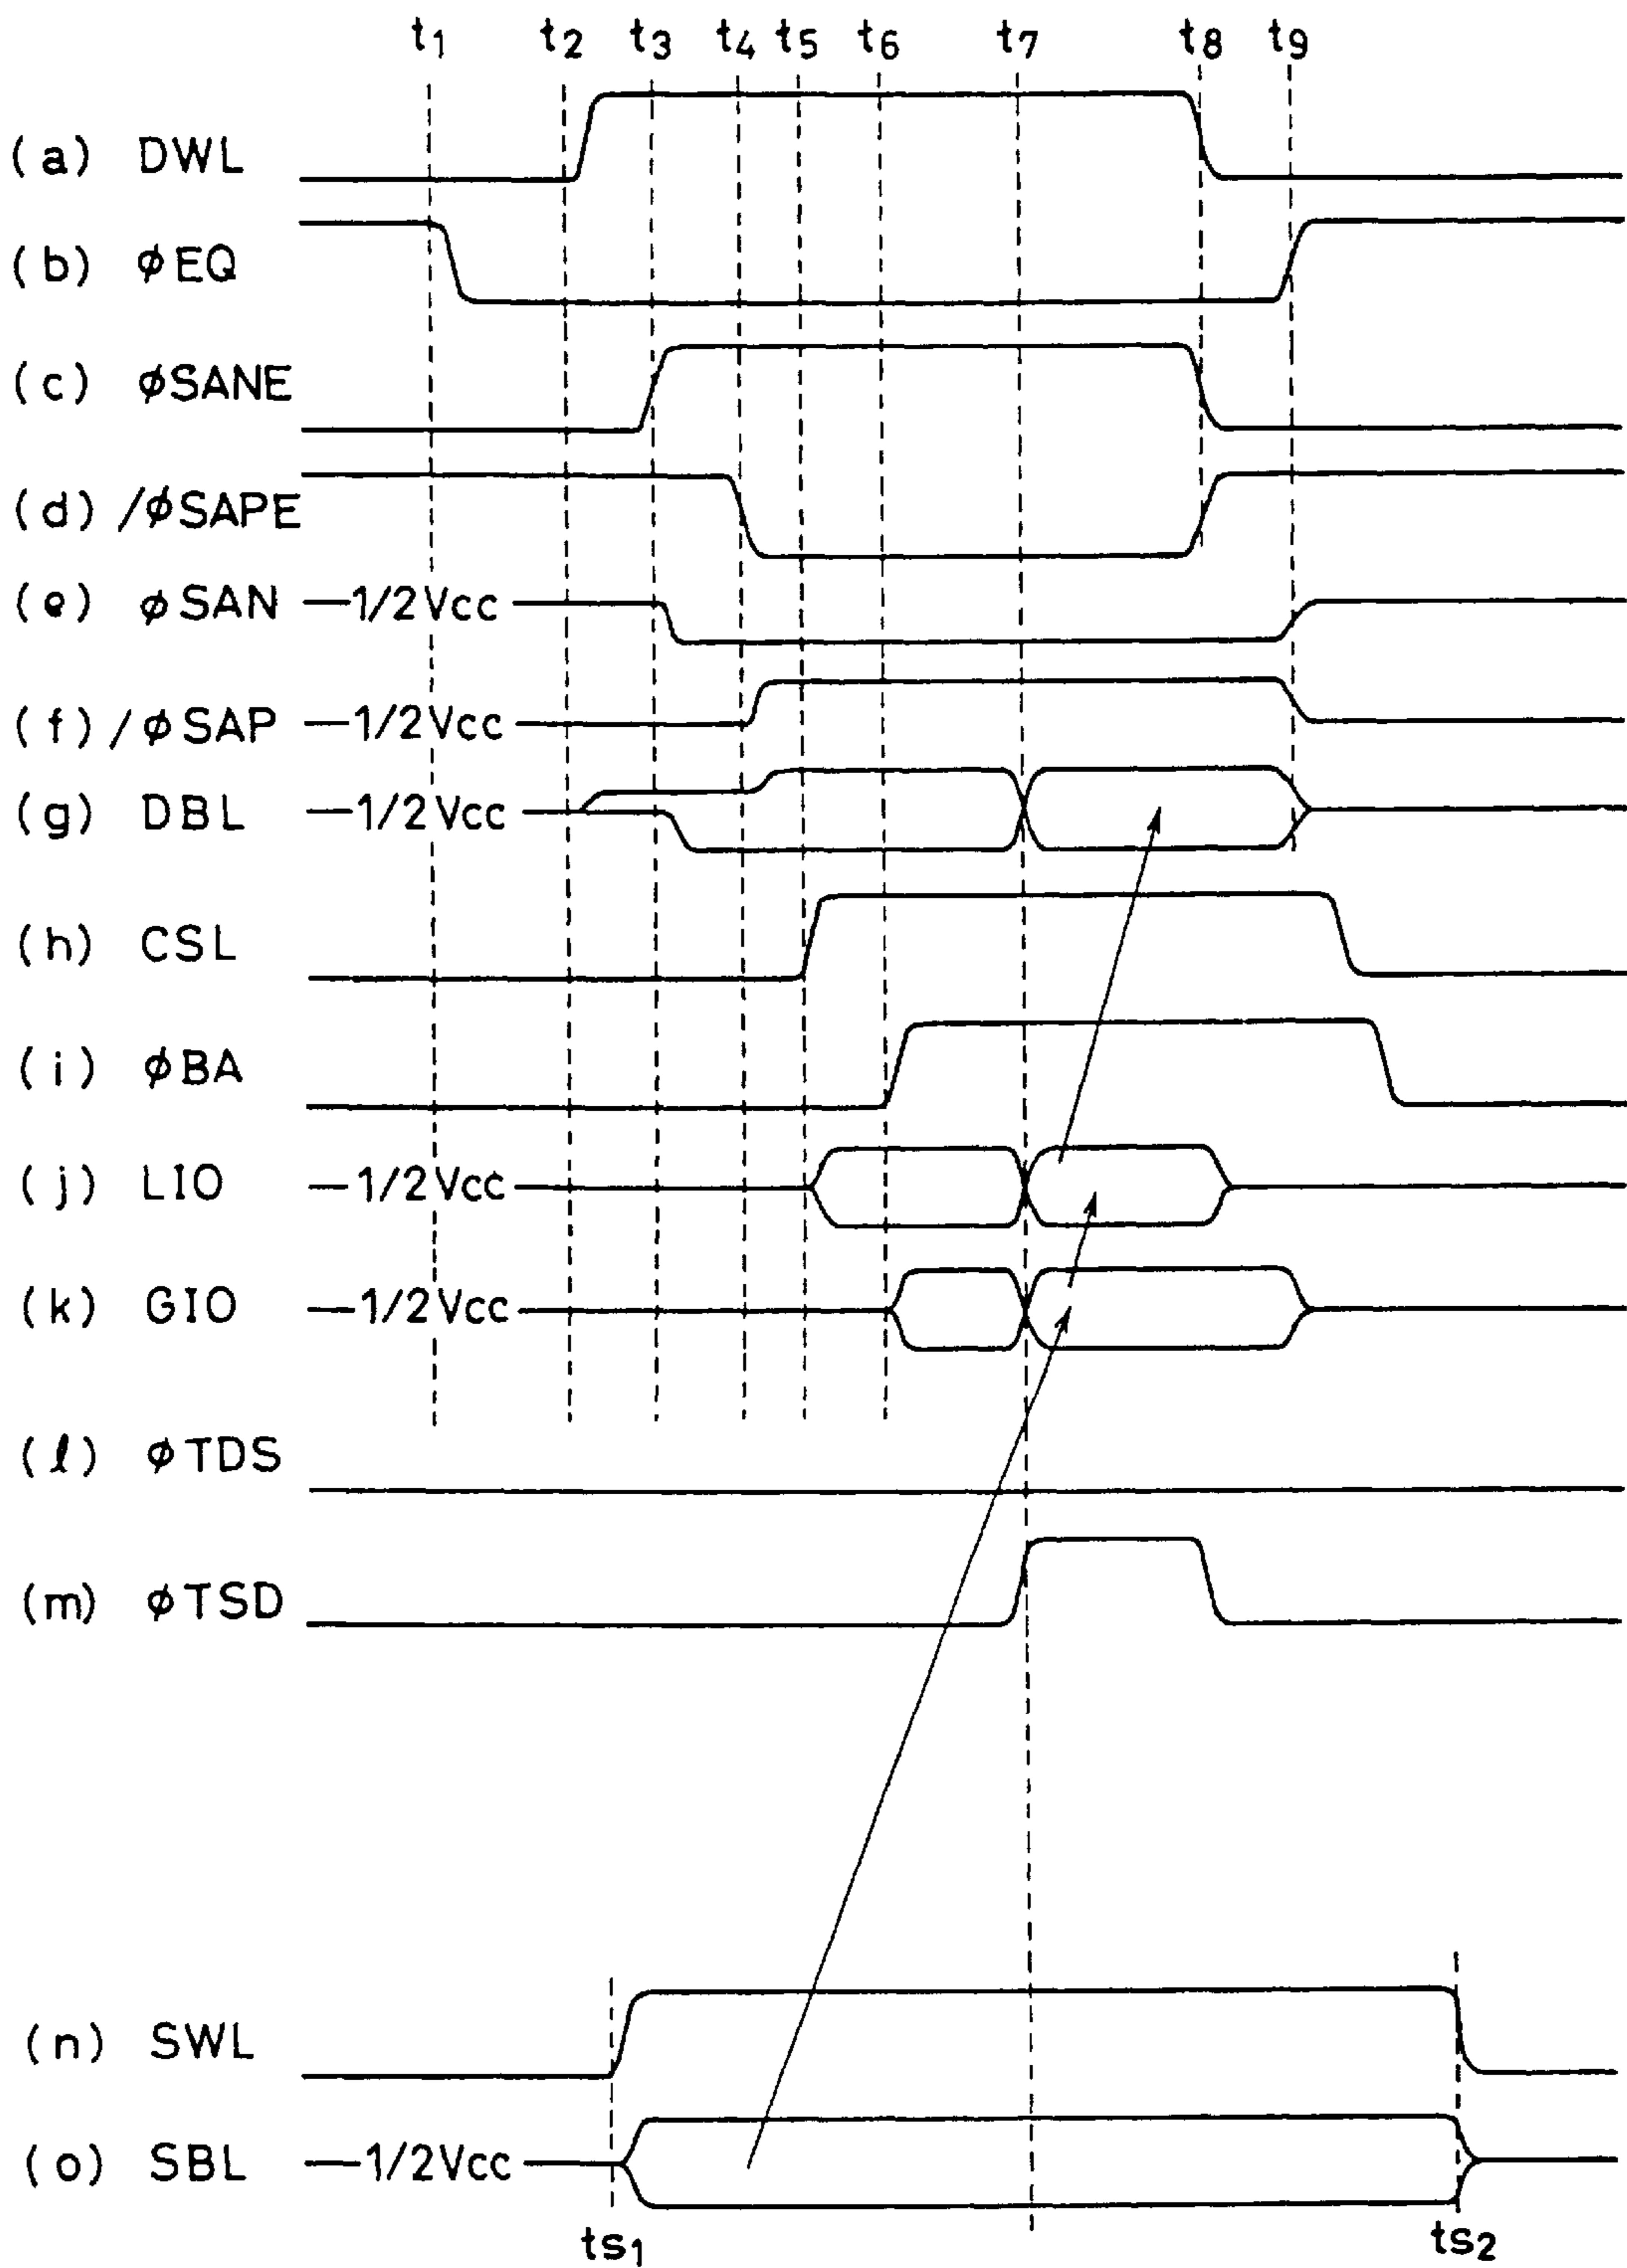 t1 t2 t3 t4 t5 t6 t7 t8 t9
(a) DWL
(b) φEQ
(c) φSANE
(d) /φSAPE
(e) φSAN 1/2Vcc
(f) /φSAP 1/2Vcc
(g) DBL 1/2Vcc
(h) CSL
(i) φBA
(j) LIO 1/2Vcc
(k) GIO 1/2Vcc
(ℓ) φTDS
(m) φTSD
(n) SWL
(o) SBL 1/2Vcc
ts1 ts2